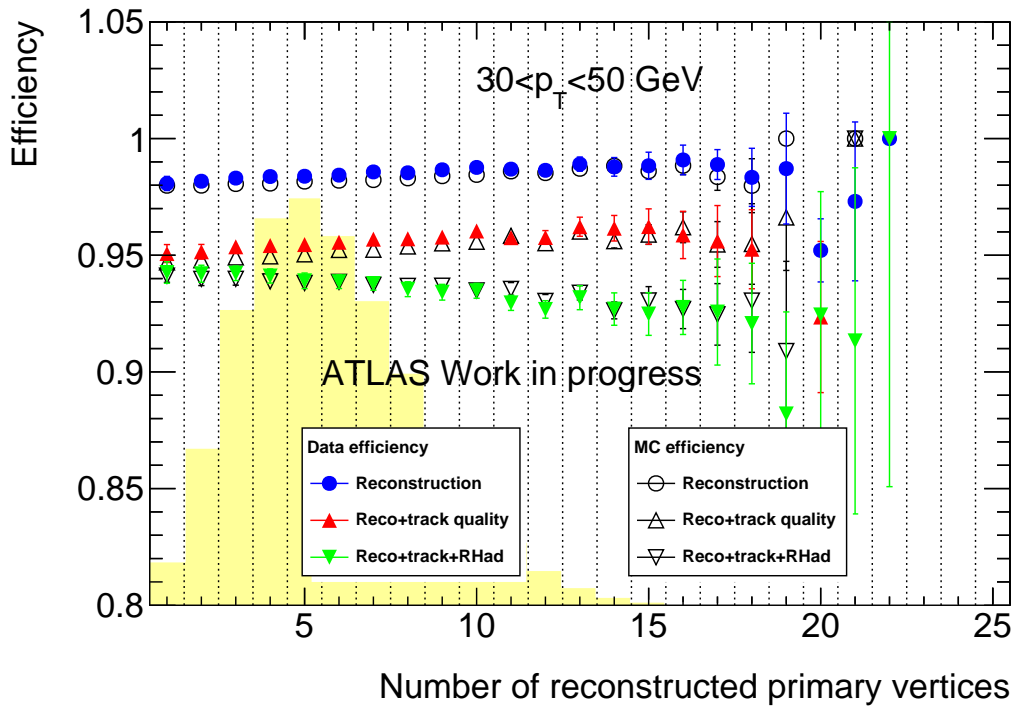 1.05
30<p_T<50 GeV
Efficiency
1
0.95
0.9
ATLAS Work in progress
Data efficiency
Reconstruction
Reco+track quality
Reco+track+RHad
MC efficiency
Reconstruction
Reco+track quality
Reco+track+RHad
0.85
0.8
5 10 15 20 25
Number of reconstructed primary vertices